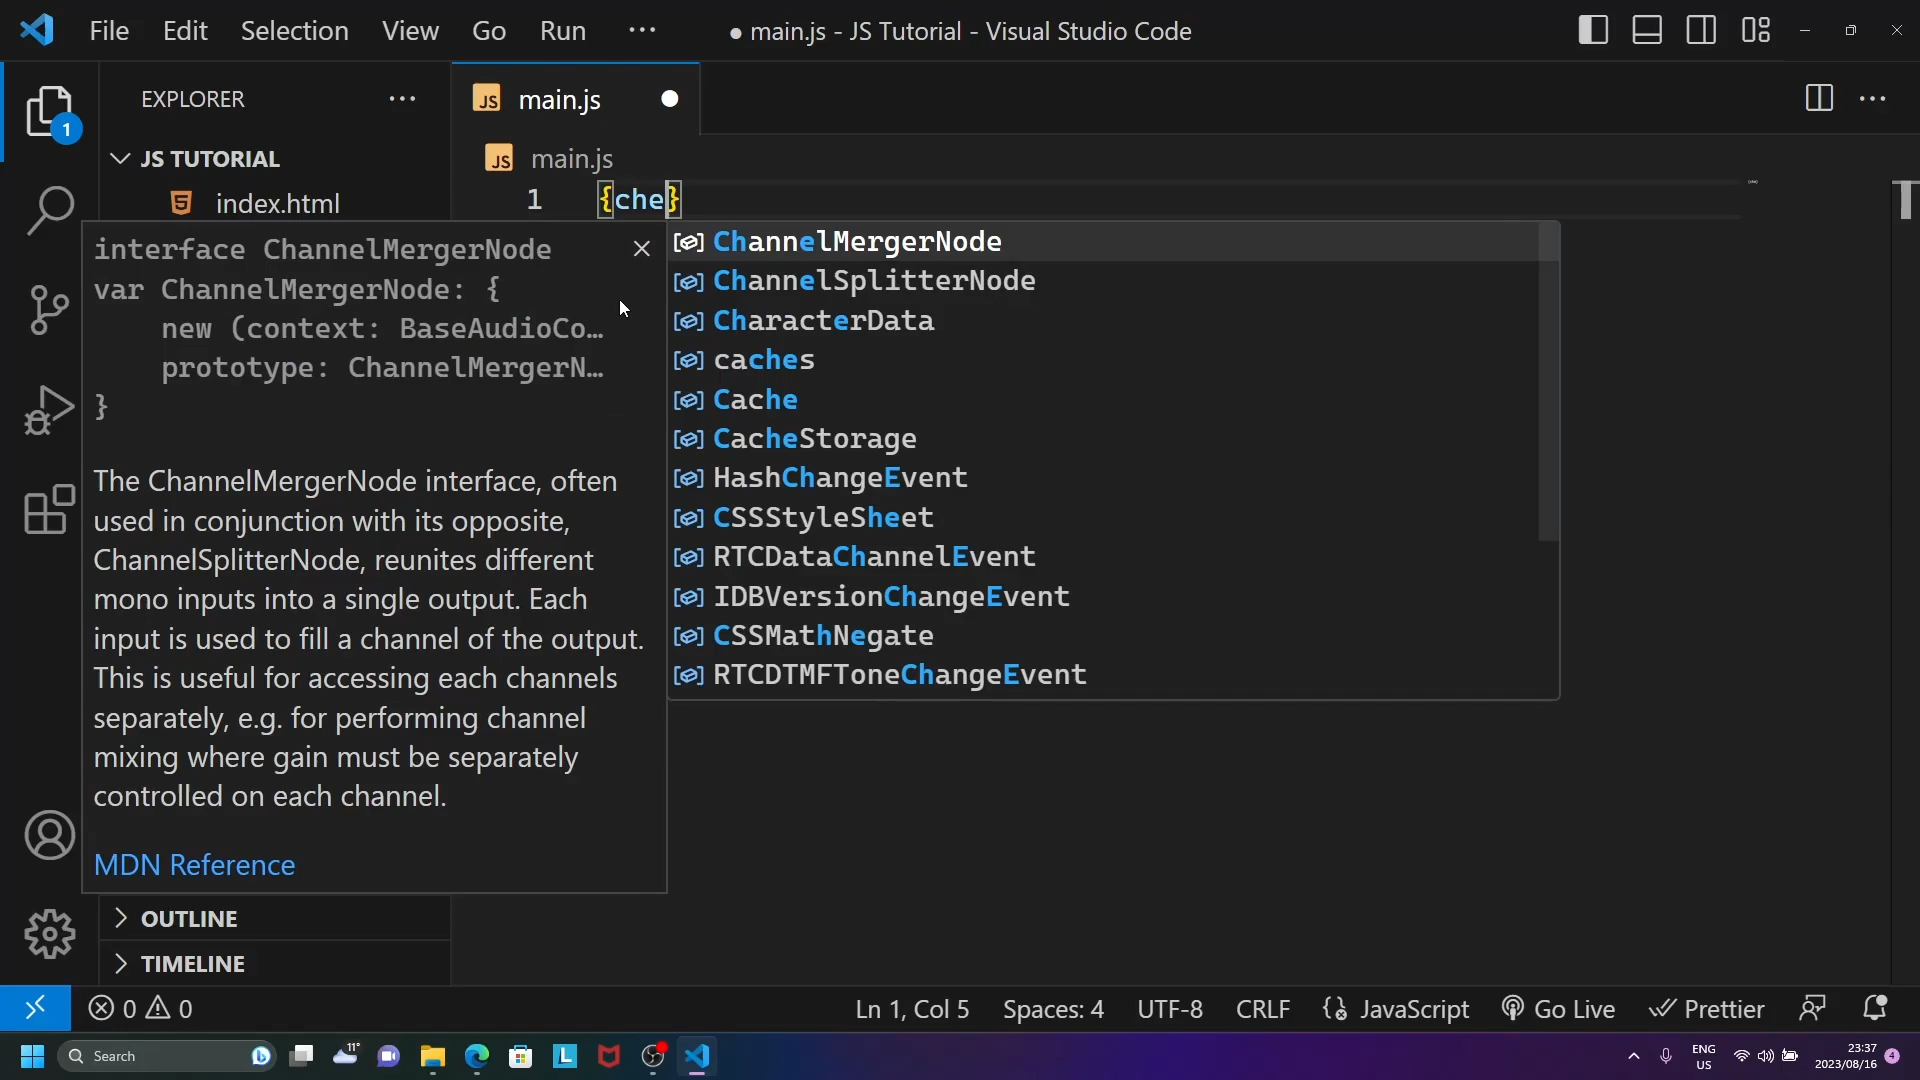 File Edit Selection View Go Run ··· ● main.js - JS Tutorial - Visual Studio Code
EXPLORER ···
JS main.js ●
1
JS TUTORIAL
JS main.js
5 index.html
1 {che}
interface ChannelMergerNode
var ChannelMergerNode: {
new (context: BaseAudioCo…
prototype: ChannelMergerN…
}
The ChannelMergerNode interface, often
used in conjunction with its opposite,
ChannelSplitterNode, reunites different
mono inputs into a single output. Each
input is used to fill a channel of the output.
This is useful for accessing each channels
separately, e.g. for performing channel
mixing where gain must be separately
controlled on each channel.
MDN Reference
ChannelMergerNode
ChannelSplitterNode
CharacterData
caches
Cache
CacheStorage
HashChangeEvent
CSSStyleSheet
RTCDataChannelEvent
IDBVersionChangeEvent
CSSMathNegate
RTCDTMFToneChangeEvent
OUTLINE
TIMELINE
0 0 Ln 1, Col 5 Spaces: 4 UTF-8 CRLF JavaScript Go Live Prettier
Search 11° L ENG US 23:37 2023/08/16 4